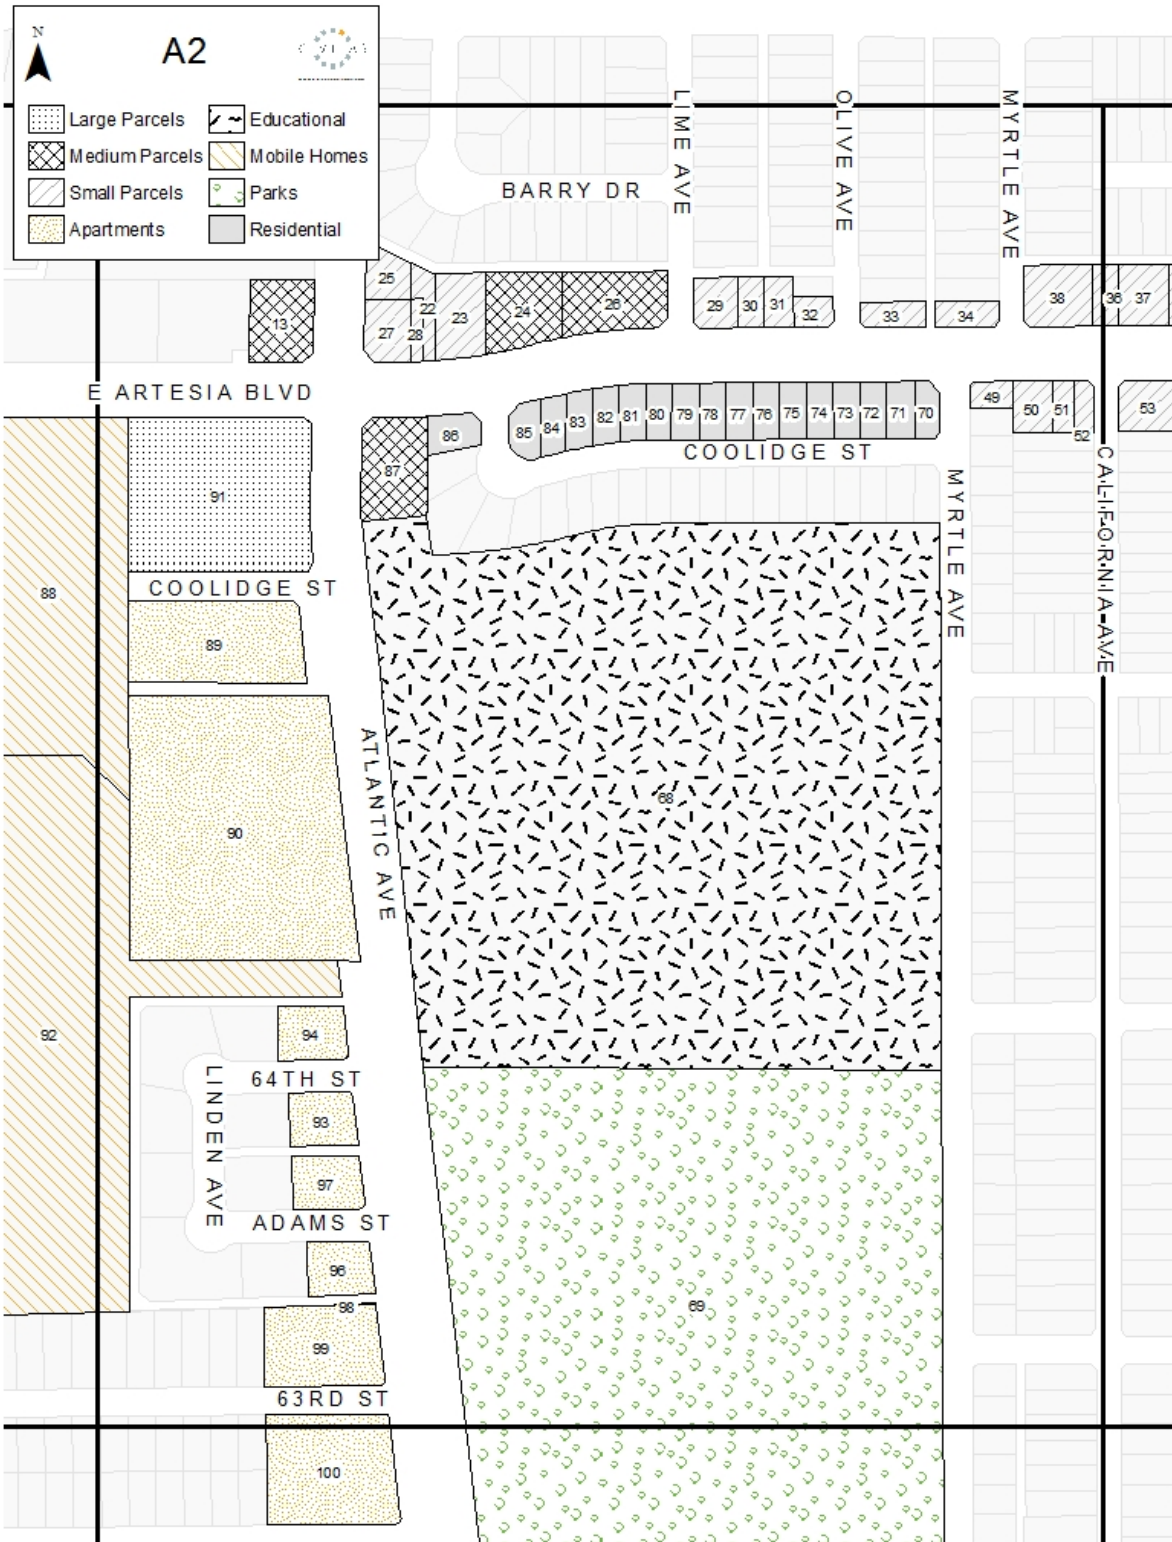 N
A2
Large Parcels
Educational
Medium Parcels
Mobile Homes
Small Parcels
Parks
Apartments
Residential
LIME AVE
OLIVE AVE
MYRTLE AVE
BARRY DR
25
22
27
28
23
24
26
13
29
30
31
32
33
34
38
36
37
E ARTESIA BLVD
49
50
51
52
53
86
85
84
83
82
81
80
79
78
77
76
75
74
73
72
71
70
COOLIDGE ST
87
91
MYRTLE AVE
CALIFORNIA AVE
88
COOLIDGE ST
89
ATLANTIC AVE
90
68
92
94
64TH ST
LINDEN AVE
93
97
ADAMS ST
96
98
99
69
63RD ST
100